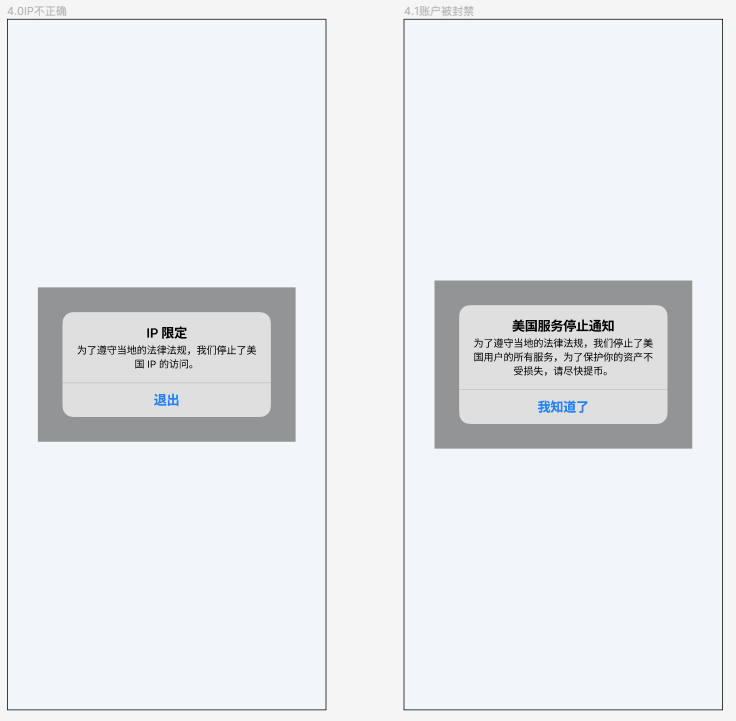 4.0IP不正确
IP 限定
为了遵守当地的法律法规，我们停止了美
国 IP 的访问。
退出
4.1账户被封禁
美国服务停止通知
为了遵守当地的法律法规，我们停止了美
国用户的所有服务，为了保护你的资产不
受损失，请尽快提币。
我知道了